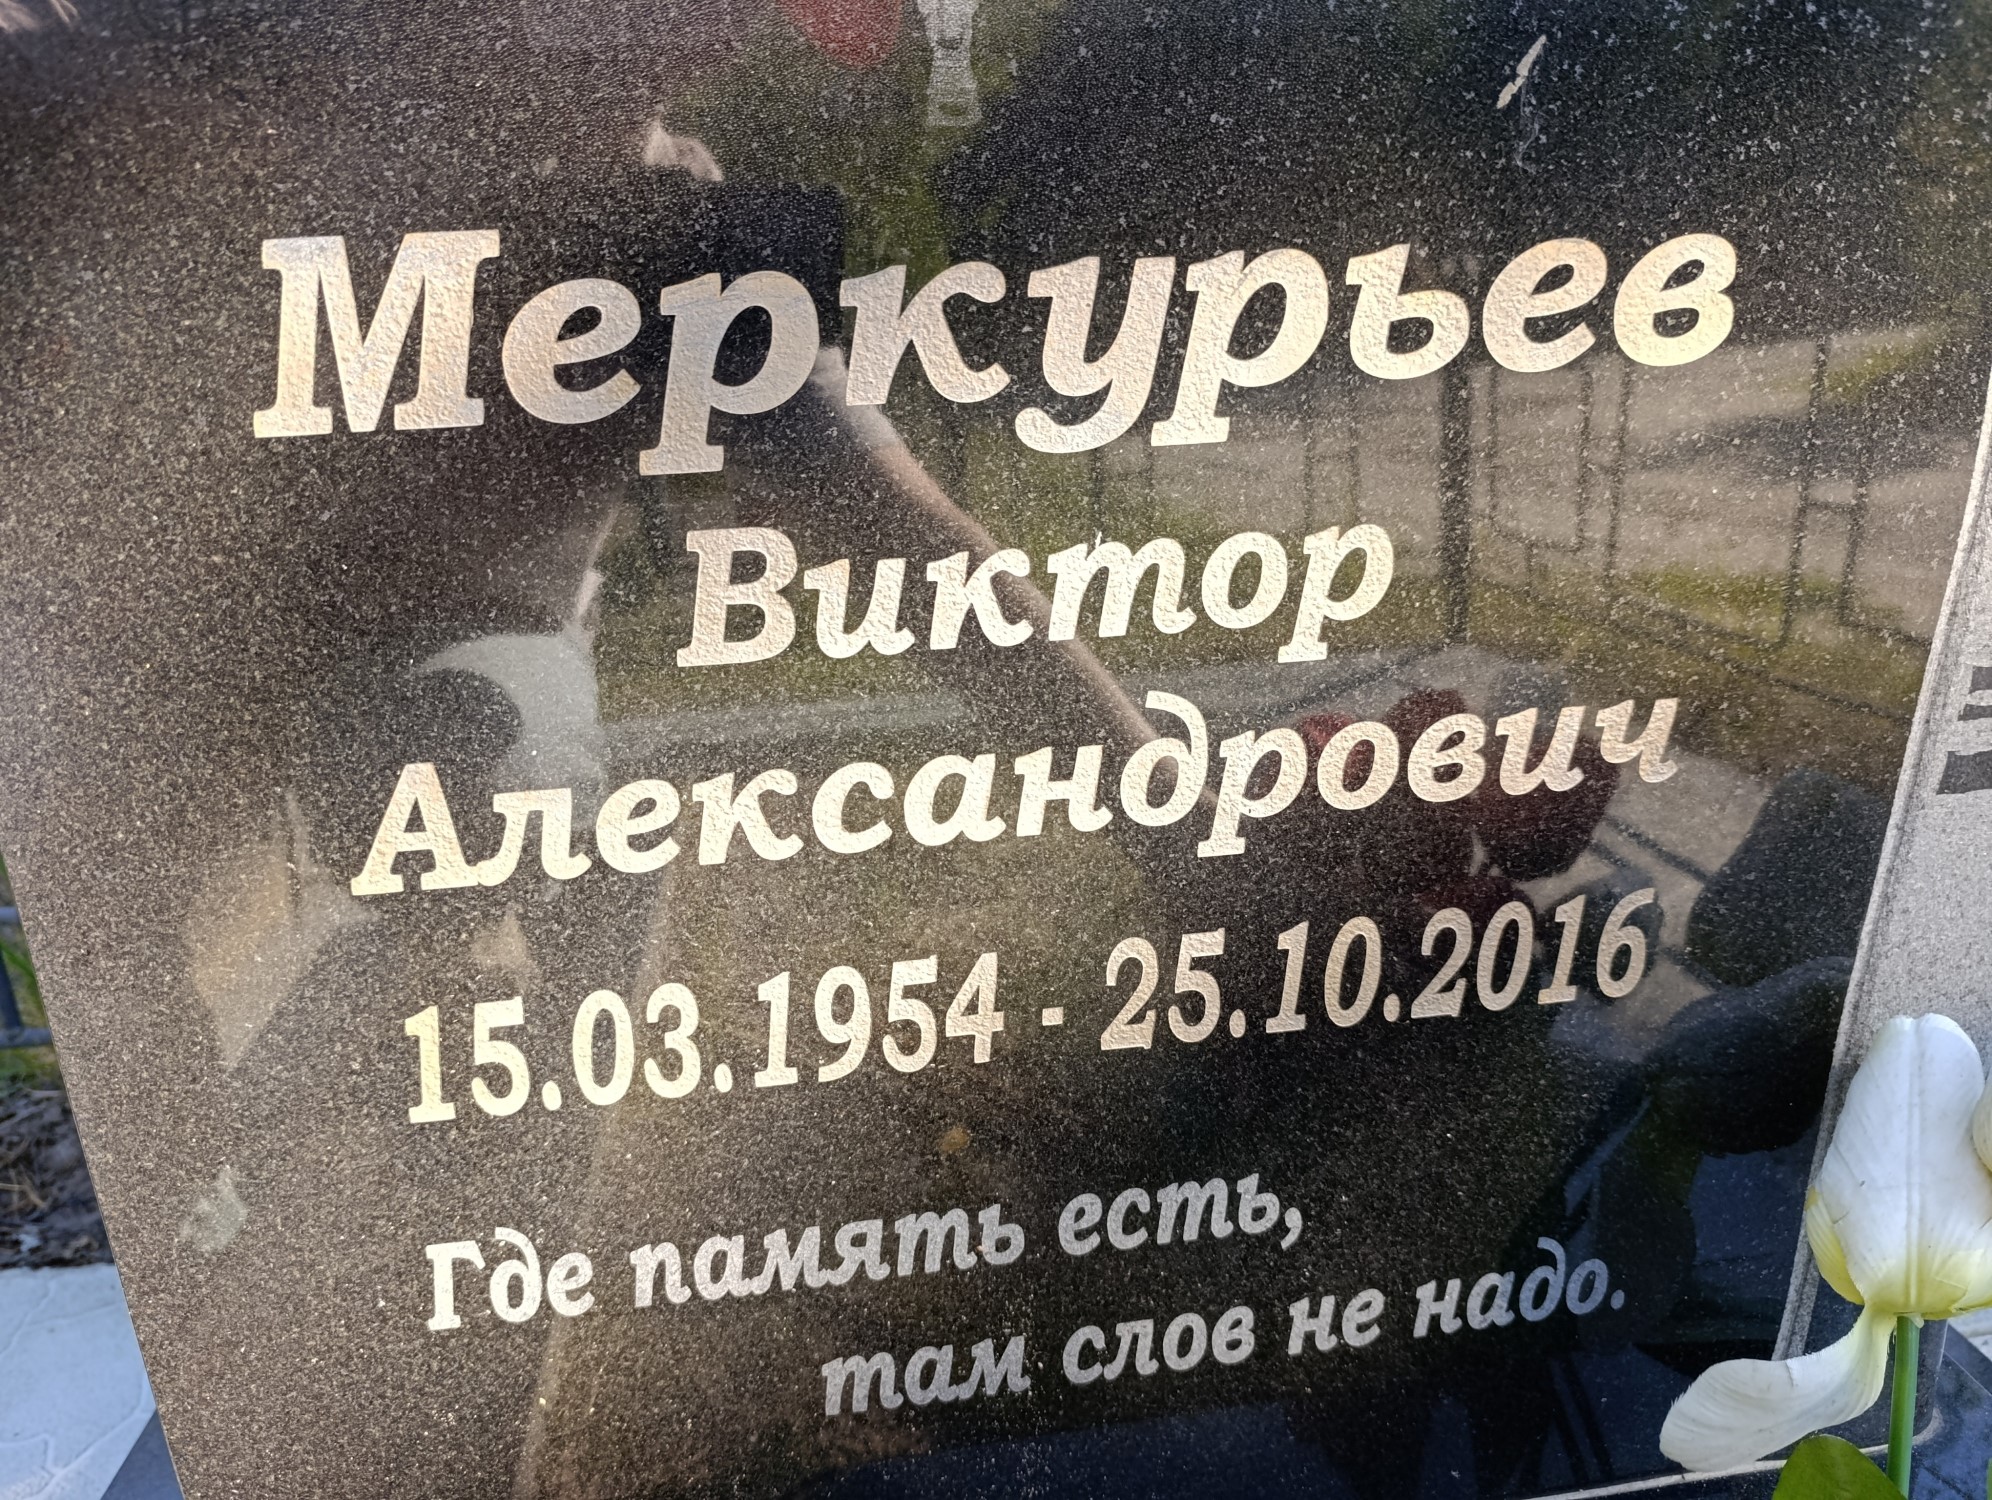 Меркурьев
Виктор
Александрович
15.03.1954 - 25.10.2016
Где память есть,
там слов не надо.